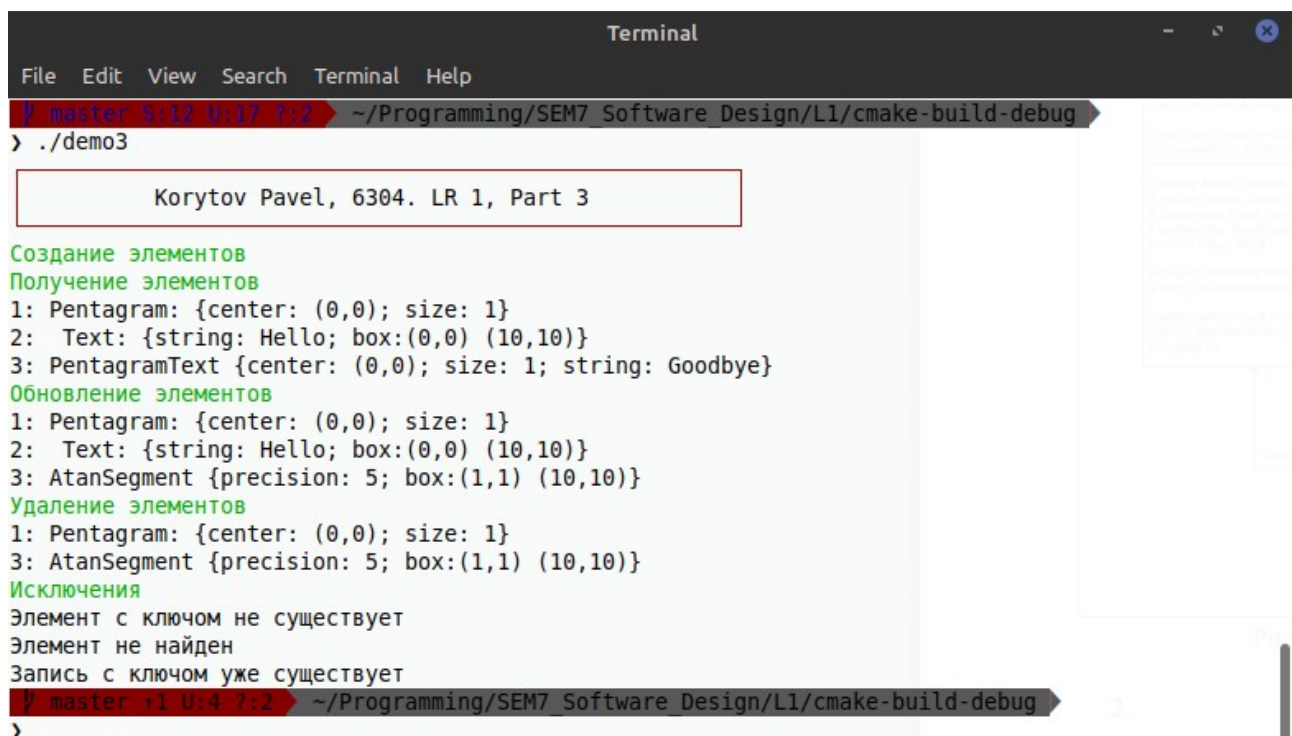 Terminal
File Edit View Search Terminal Help
master S:12 U:17 ?:2 ~/Programming/SEM7_Software_Design/L1/cmake-build-debug
❯ ./demo3
Korytov Pavel, 6304. LR 1, Part 3
Создание элементов
Получение элементов
1: Pentagram: {center: (0,0); size: 1}
2:  Text: {string: Hello; box:(0,0) (10,10)}
3: PentagramText {center: (0,0); size: 1; string: Goodbye}
Обновление элементов
1: Pentagram: {center: (0,0); size: 1}
2:  Text: {string: Hello; box:(0,0) (10,10)}
3: AtanSegment {precision: 5; box:(1,1) (10,10)}
Удаление элементов
1: Pentagram: {center: (0,0); size: 1}
3: AtanSegment {precision: 5; box:(1,1) (10,10)}
Исключения
Элемент с ключом не существует
Элемент не найден
Запись с ключом уже существует
master ↑1 U:4 ?:2 ~/Programming/SEM7_Software_Design/L1/cmake-build-debug
❯